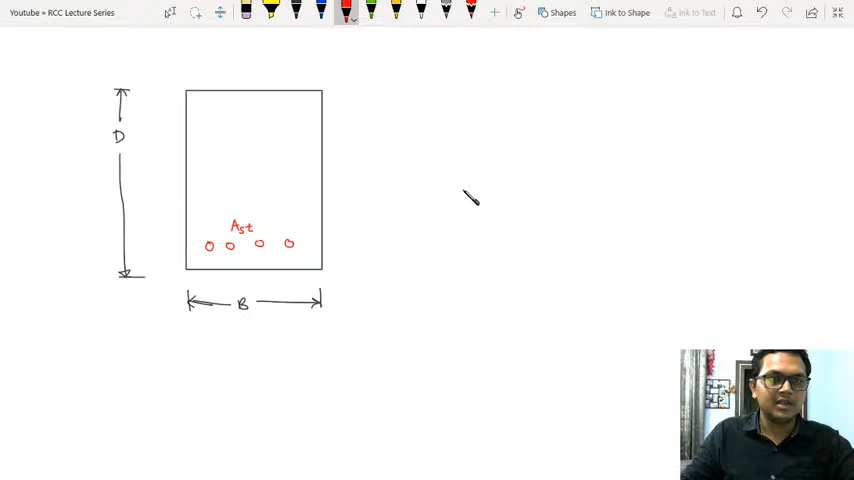 Youtube » RCC Lecture Series
Shapes
Ink to Shape
Ink to Text
D
Ast
B